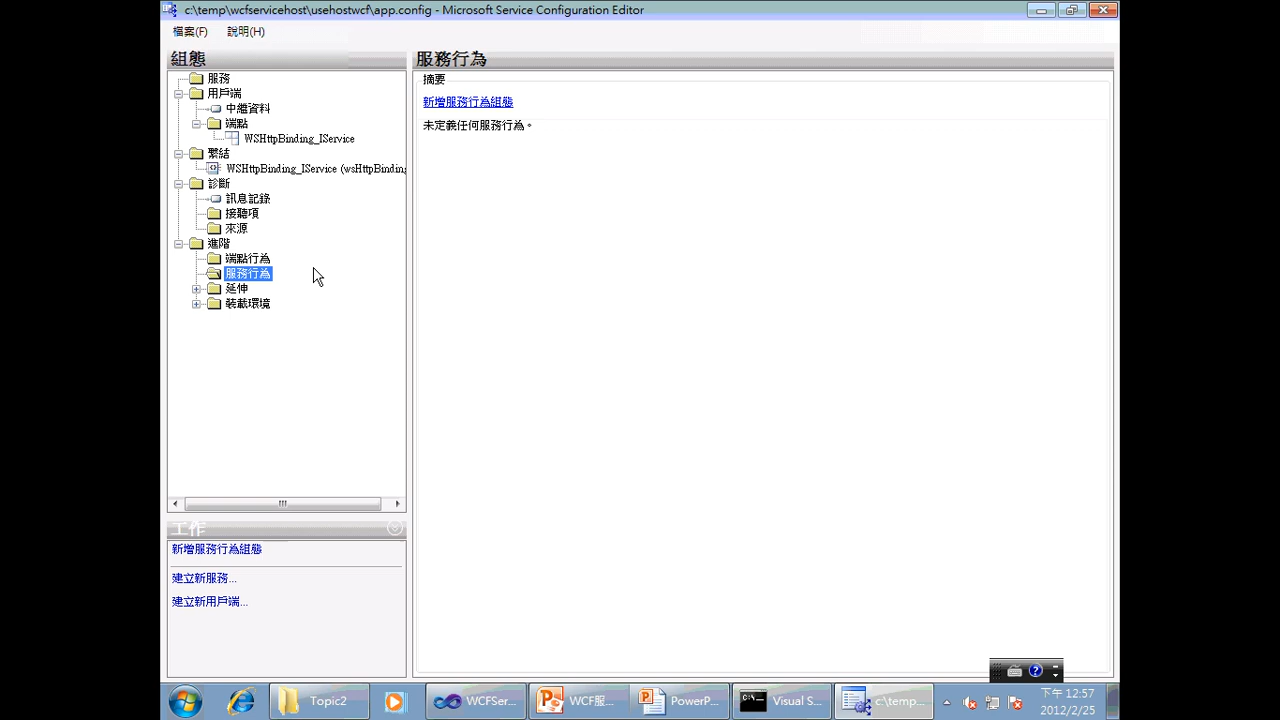 c:\temp\wcfservicehost\usehostwcf\app.config - Microsoft Service Configuration Editor
檔案(F) 說明(H)
組態
服務
用戶端
中繼資料
端點
WSHttpBinding_IService
繫結
WSHttpBinding_IService (wsHttpBinding
診斷
訊息記錄
接聽項
來源
進階
端點行為
服務行為
延伸
裝載環境
工作
新增服務行為組態
建立新服務...
建立新用戶端...
服務行為
摘要
新增服務行為組態
未定義任何服務行為。
Topic2
WCFSer...
WCF服...
PowerP...
Visual S...
c:\temp...
下午 12:57
2012/2/25